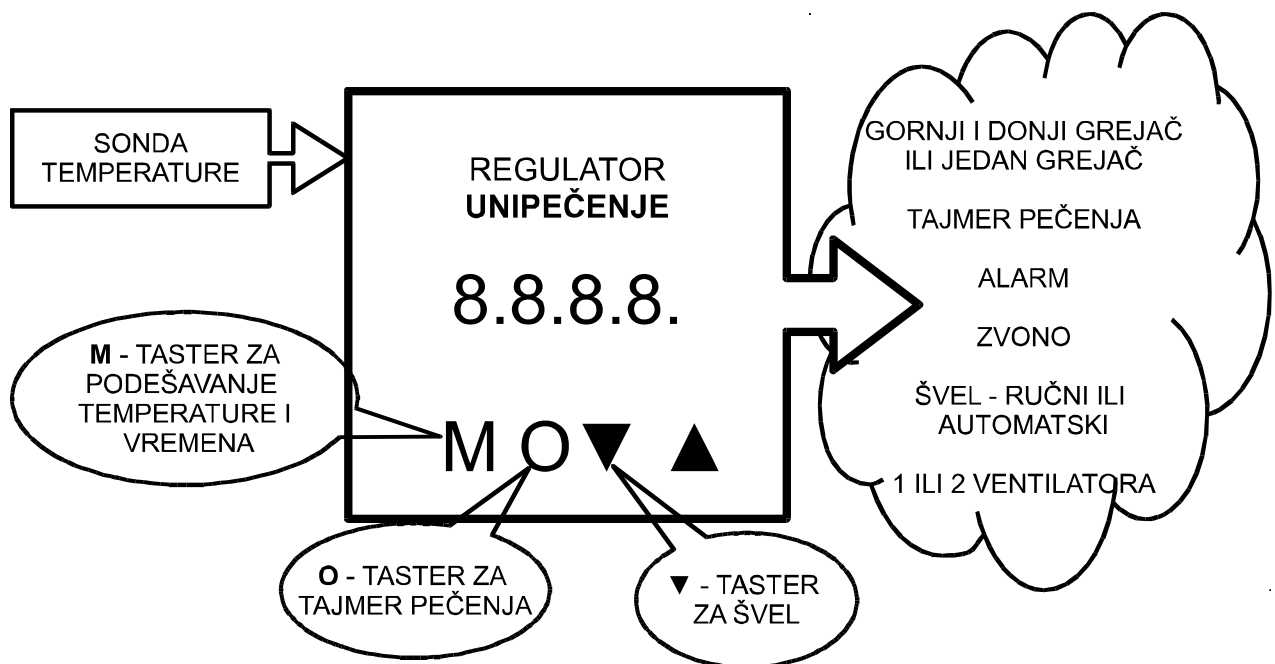 SONDA
TEMPERATURE
REGULATOR
UNIPEČENJE
8.8.8.8.
M O ▼ ▲
M - TASTER ZA
PODEŠAVANJE
TEMPERATURE I
VREMENA
O - TASTER ZA
TAJMER PEČENJA
▼ - TASTER
ZA ŠVEL
GORNJI I DONJI GREJAČ
ILI JEDAN GREJAČ
TAJMER PEČENJA
ALARM
ZVONO
ŠVEL - RUČNI ILI
AUTOMATSKI
1 ILI 2 VENTILATORA